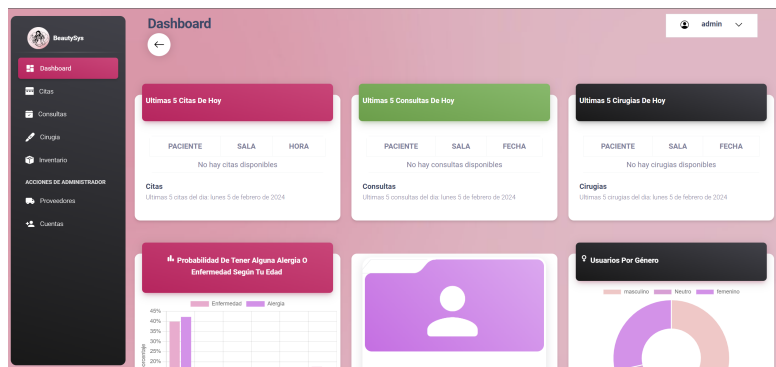 BeautySys
Dashboard
Citas
Consultas
Cirugia
Inventario
ACCIONES DE ADMINISTRADOR
Proveedores
Cuentas
Dashboard
admin
Ultimas 5 Citas De Hoy
PACIENTE SALA HORA
No hay citas disponibles
Citas
Ultimas 5 citas del dia: lunes 5 de febrero de 2024
Ultimas 5 Consultas De Hoy
PACIENTE SALA FECHA
No hay consultas disponibles
Consultas
Ultimas 5 consultas del dia: lunes 5 de febrero de 2024
Ultimas 5 Cirugias De Hoy
PACIENTE SALA FECHA
No hay cirugias disponibles
Cirugias
Ultimas 5 cirugias del dia: lunes 5 de febrero de 2024
Probabilidad De Tener Alguna Alergia O
Enfermedad Según Tu Edad
Enfermedad Alergia
45%
40%
35%
30%
25%
20%
Usuarios Por Género
masculino Neutro femenino